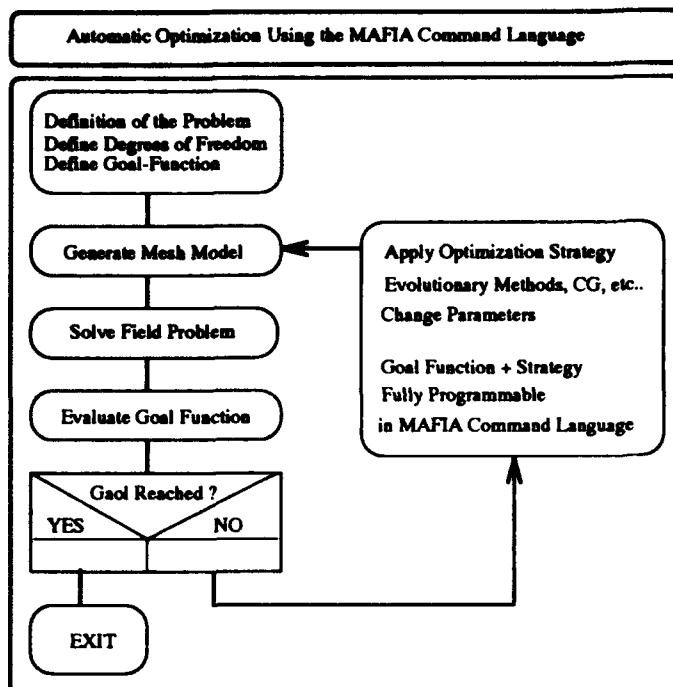 Automatic Optimization Using the MAFIA Command Language
Definition of the Problem
Define Degrees of Freedom
Define Goal-Function
Generate Mesh Model
Solve Field Problem
Evaluate Goal Function
Gaol Reached ?
YES
NO
EXIT
Apply Optimization Strategy
Evolutionary Methods, CG, etc..
Change Parameters
Goal Function + Strategy
Fully Programmable
in MAFIA Command Language